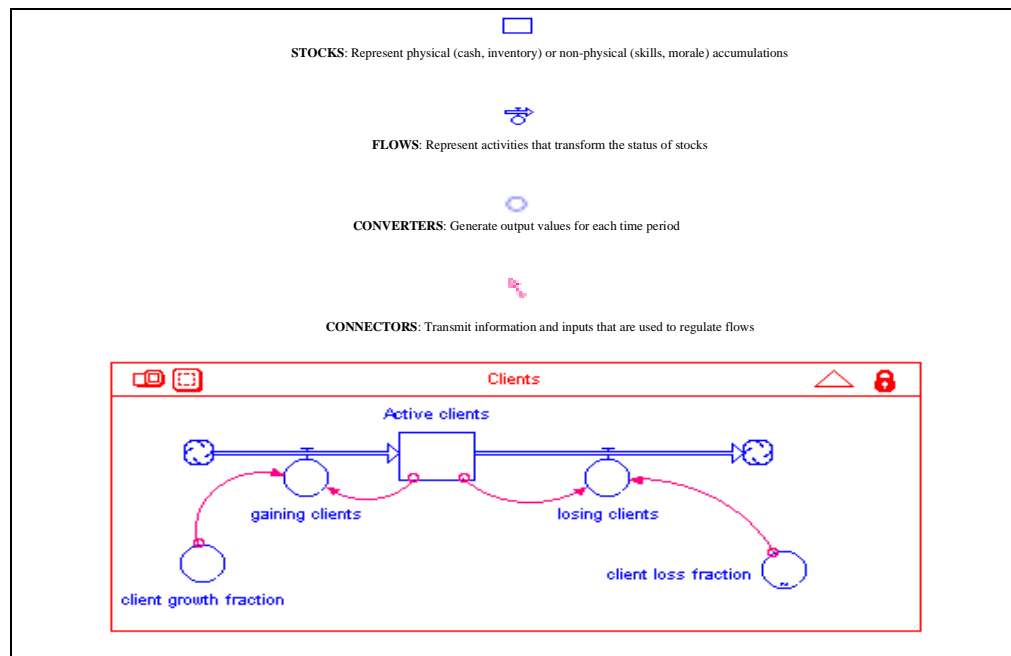 STOCKS: Represent physical (cash, inventory) or non-physical (skills, morale) accumulations
FLOWS: Represent activities that transform the status of stocks
CONVERTERS: Generate output values for each time period
CONNECTORS: Transmit information and inputs that are used to regulate flows
Clients
Active clients
gaining clients
losing clients
client growth fraction
client loss fraction
~